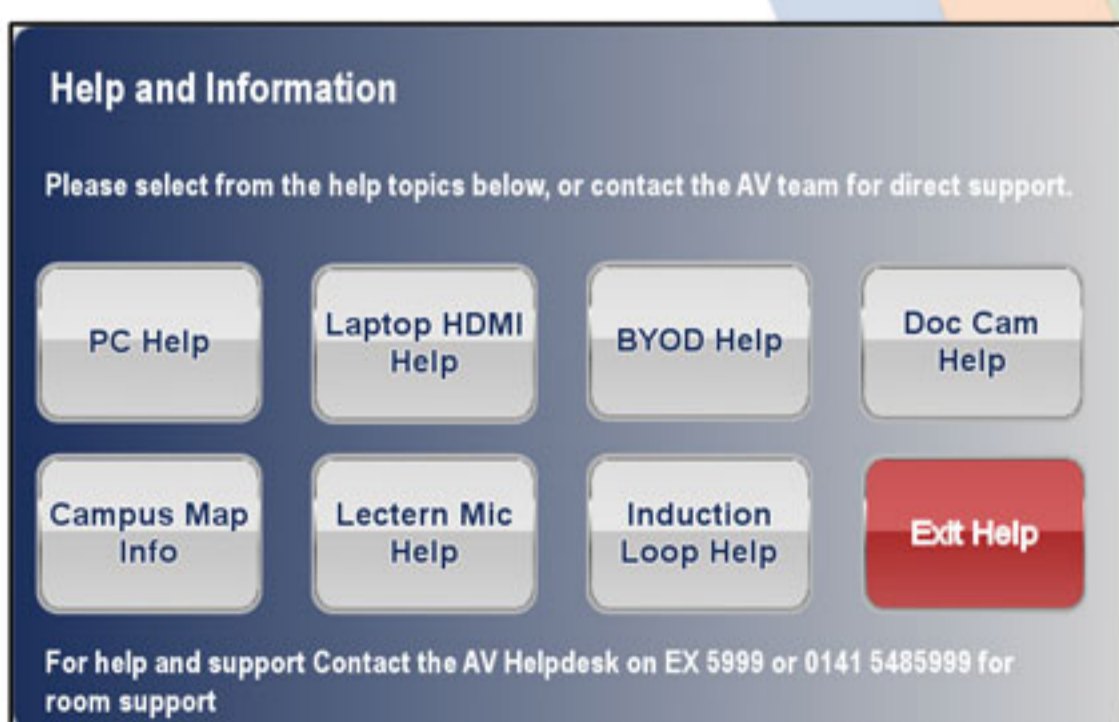 Help and Information
Please select from the help topics below, or contact the AV team for direct support.
PC Help
Laptop HDMI
Help
BYOD Help
Doc Cam
Help
Campus Map
Info
Lectern Mic
Help
Induction
Loop Help
Exit Help
For help and support Contact the AV Helpdesk on EX 5999 or 0141 5485999 for
room support